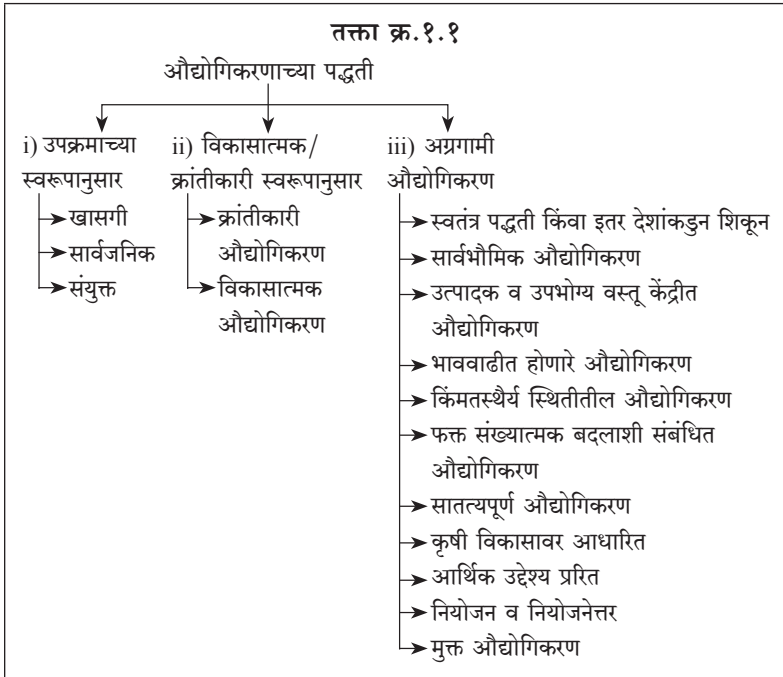 तक्ता क्र.१.१
औद्योगिकरणाच्या पद्धती
i) उपक्रमाच्या
स्वरूपानुसार
खासगी
सार्वजनिक
संयुक्त
ii) विकासात्मक/
क्रांतीकारी स्वरूपानुसार
क्रांतीकारी
औद्योगिकरण
विकासात्मक
औद्योगिकरण
iii) अग्रगामी
औद्योगिकरण
स्वतंत्र पद्धती किंवा इतर देशांकडुन शिकून
सार्वभौमिक औद्योगिकरण
उत्पादक व उपभोग्य वस्तू केंद्रीत
औद्योगिकरण
भाववाढीत होणारे औद्योगिकरण
किंमतस्थैर्य स्थितीतील औद्योगिकरण
फक्त संख्यात्मक बदलाशी संबंधित
औद्योगिकरण
सातत्यपूर्ण औद्योगिकरण
कृषी विकासावर आधारित
आर्थिक उद्देश्य प्ररित
नियोजन व नियोजनेत्तर
मुक्त औद्योगिकरण